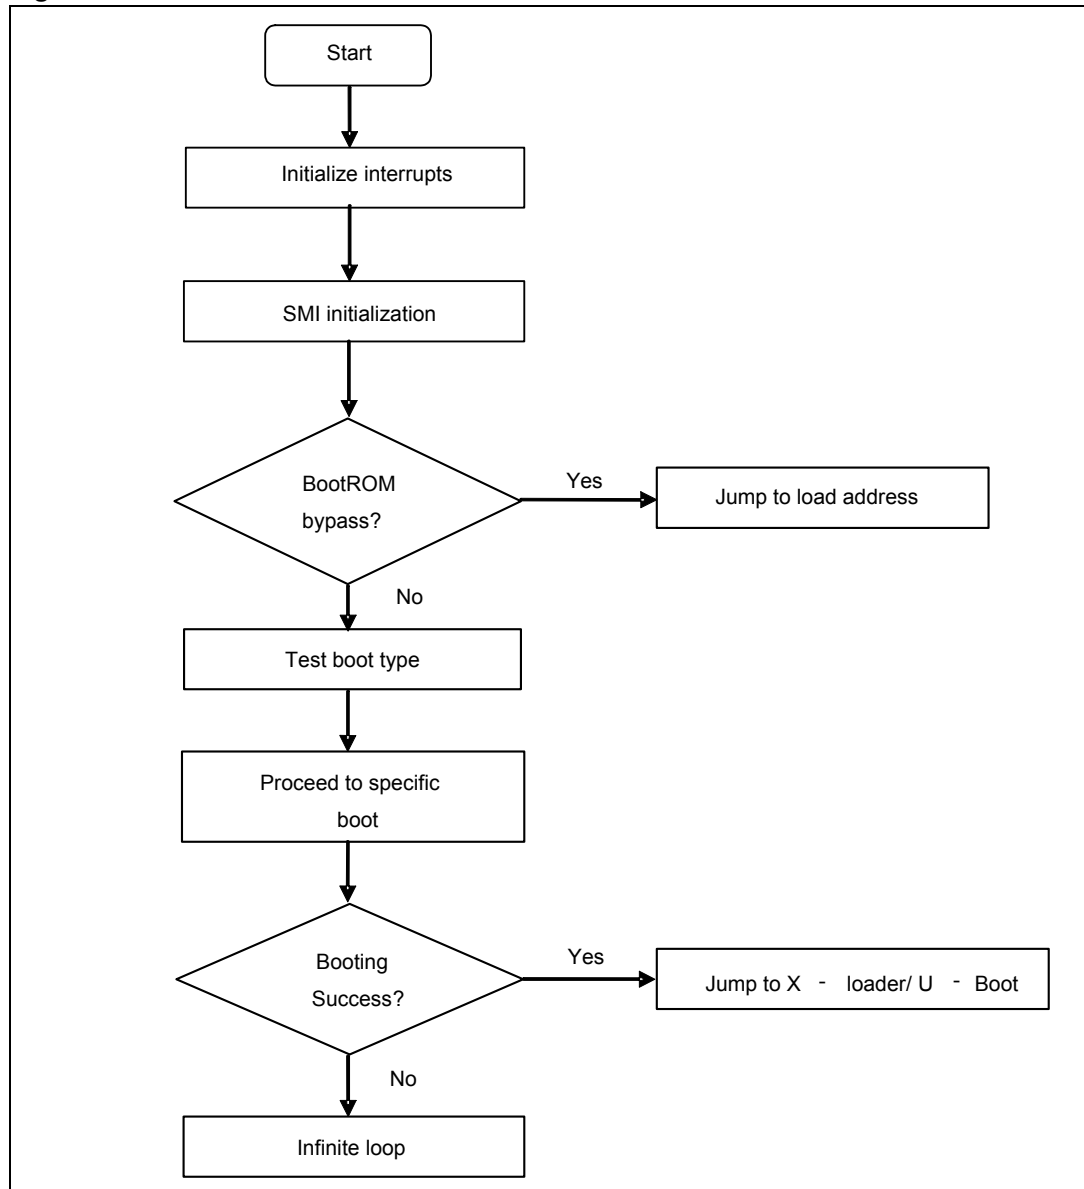 Start
Initialize interrupts
SMI initialization
BootROM
bypass?
Yes
Jump to load address
No
Test boot type
Proceed to specific
boot
Booting
Success?
Yes
Jump to X - loader/ U - Boot
No
Infinite loop